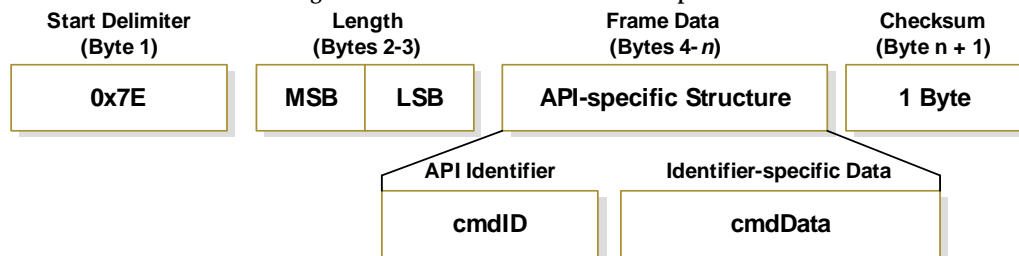 Start Delimiter
(Byte 1)
Length
(Bytes 2-3)
Frame Data
(Bytes 4-n)
Checksum
(Byte n + 1)
0x7E
MSB
LSB
API-specific Structure
1 Byte
API Identifier
Identifier-specific Data
cmdID
cmdData